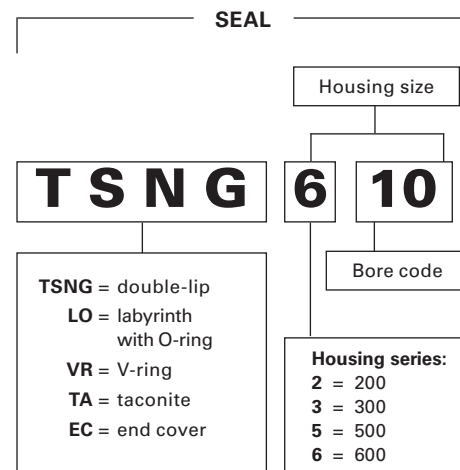 SEAL
Housing size
TSNG 6 10
Bore code
TSNG = double-lip
LO = labyrinth
with O-ring
VR = V-ring
TA = taconite
EC = end cover
Housing series:
2 = 200
3 = 300
5 = 500
6 = 600